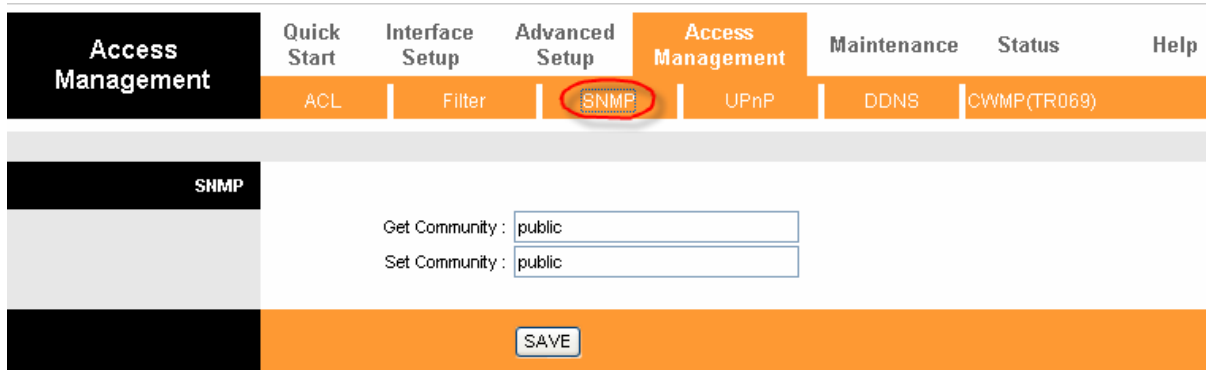 Access Management
Quick Start
Interface Setup
Advanced Setup
Access Management
Maintenance
Status
Help
ACL
Filter
SNMP
UPnP
DDNS
CWMP(TR069)
SNMP
Get Community : public
Set Community : public
SAVE